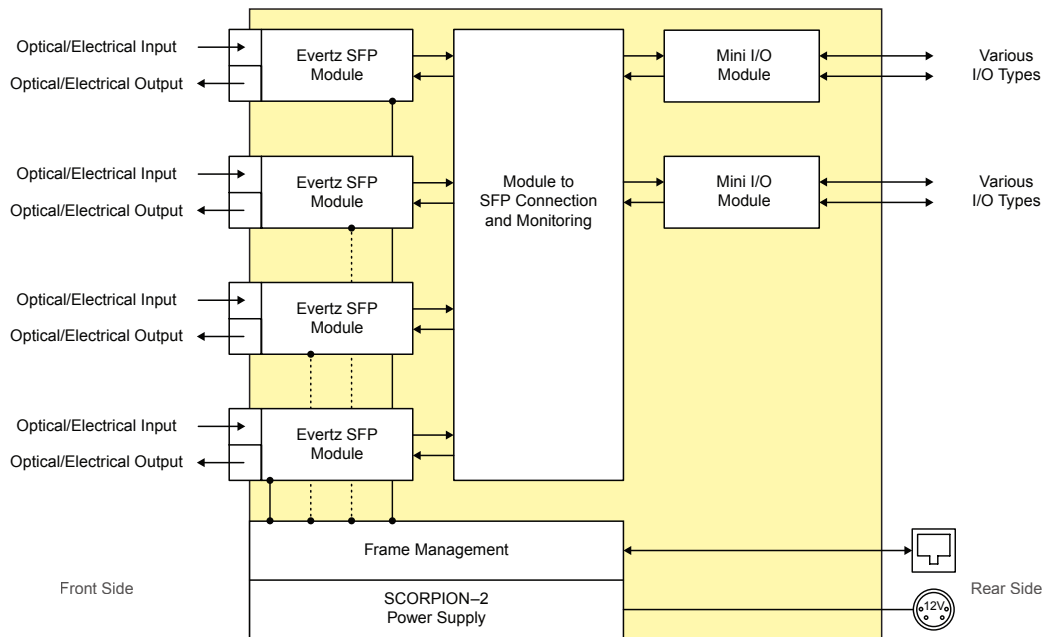 Optical/Electrical Input
Optical/Electrical Output
Evertz SFP
Module
Mini I/O
Module
Various
I/O Types
Optical/Electrical Input
Optical/Electrical Output
Evertz SFP
Module
Module to
SFP Connection
and Monitoring
Mini I/O
Module
Various
I/O Types
Optical/Electrical Input
Optical/Electrical Output
Evertz SFP
Module
Optical/Electrical Input
Optical/Electrical Output
Evertz SFP
Module
Frame Management
Front Side
SCORPION–2
Power Supply
12V
Rear Side